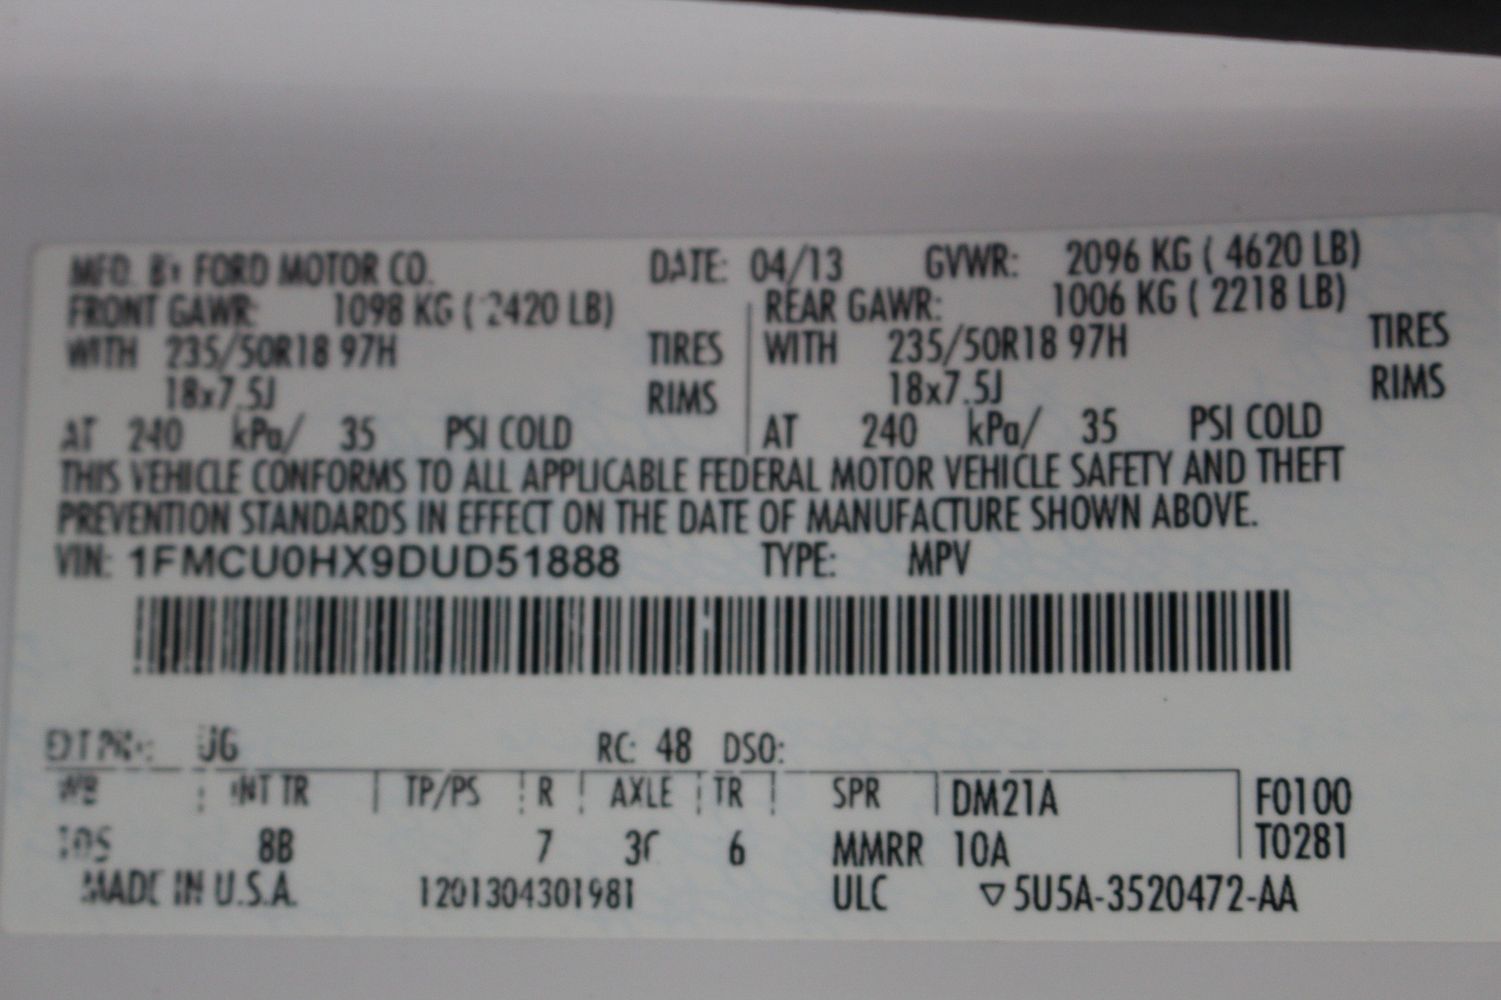 MFD. BY FORD MOTOR CO. DATE: 04/13 GVWR: 2096 KG ( 4620 LB)
FRONT GAWR: 1098 KG ( 2420 LB) REAR GAWR: 1006 KG ( 2218 LB)
WITH 235/50R18 97H TIRES WITH 235/50R18 97H TIRES
18x7.5J RIMS 18x7.5J RIMS
AT 240 kPa/ 35 PSI COLD AT 240 kPa/ 35 PSI COLD
THIS VEHICLE CONFORMS TO ALL APPLICABLE FEDERAL MOTOR VEHICLE SAFETY AND THEFT
PREVENTION STANDARDS IN EFFECT ON THE DATE OF MANUFACTURE SHOWN ABOVE.
VIN: 1FMCU0HX9DUD51888 TYPE: MPV
EXT PNT: UG RC: 48 DSO:
WB INT TR TP/PS R AXLE TR SPR DM21A F0100
105 8B 7 6 MMRR 10A T0281
MADE IN U.S.A. 1201304301981 ULC ▽5U5A-3520472-AA